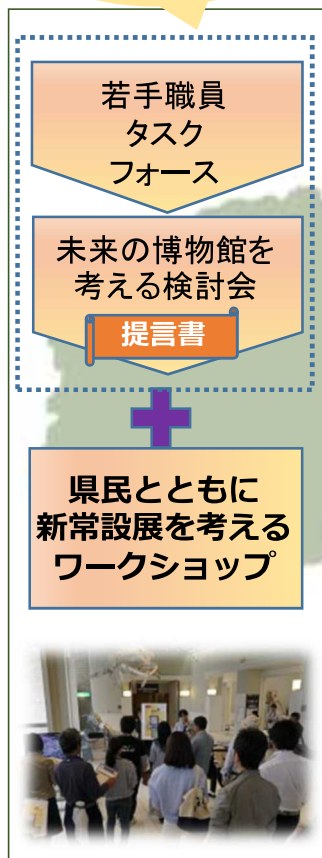 若手職員
タスク
フォース
未来の博物館を
考える検討会
提言書
県民とともに
新常設展を考える
ワークショップ